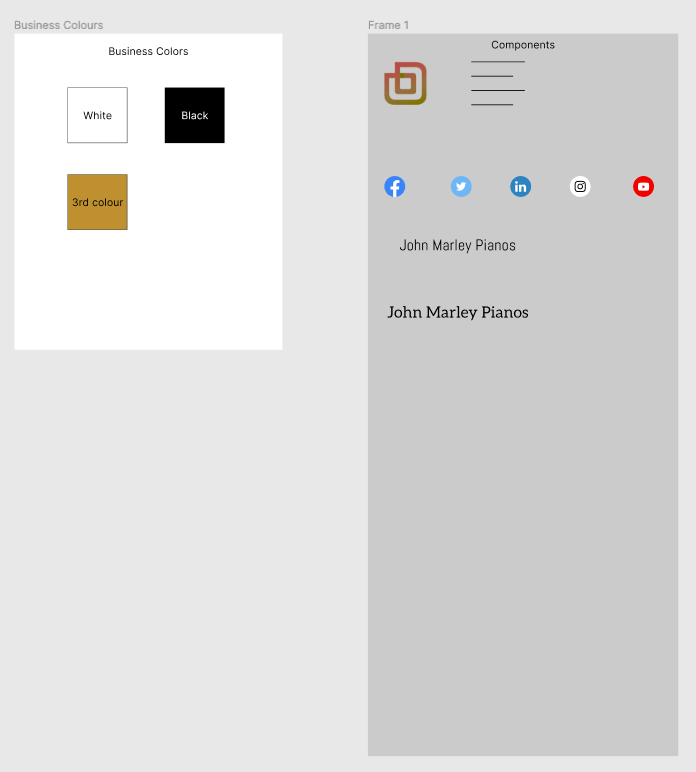 Business Colours
Business Colors
White
Black
3rd colour
Frame 1
Components
John Marley Pianos
John Marley Pianos